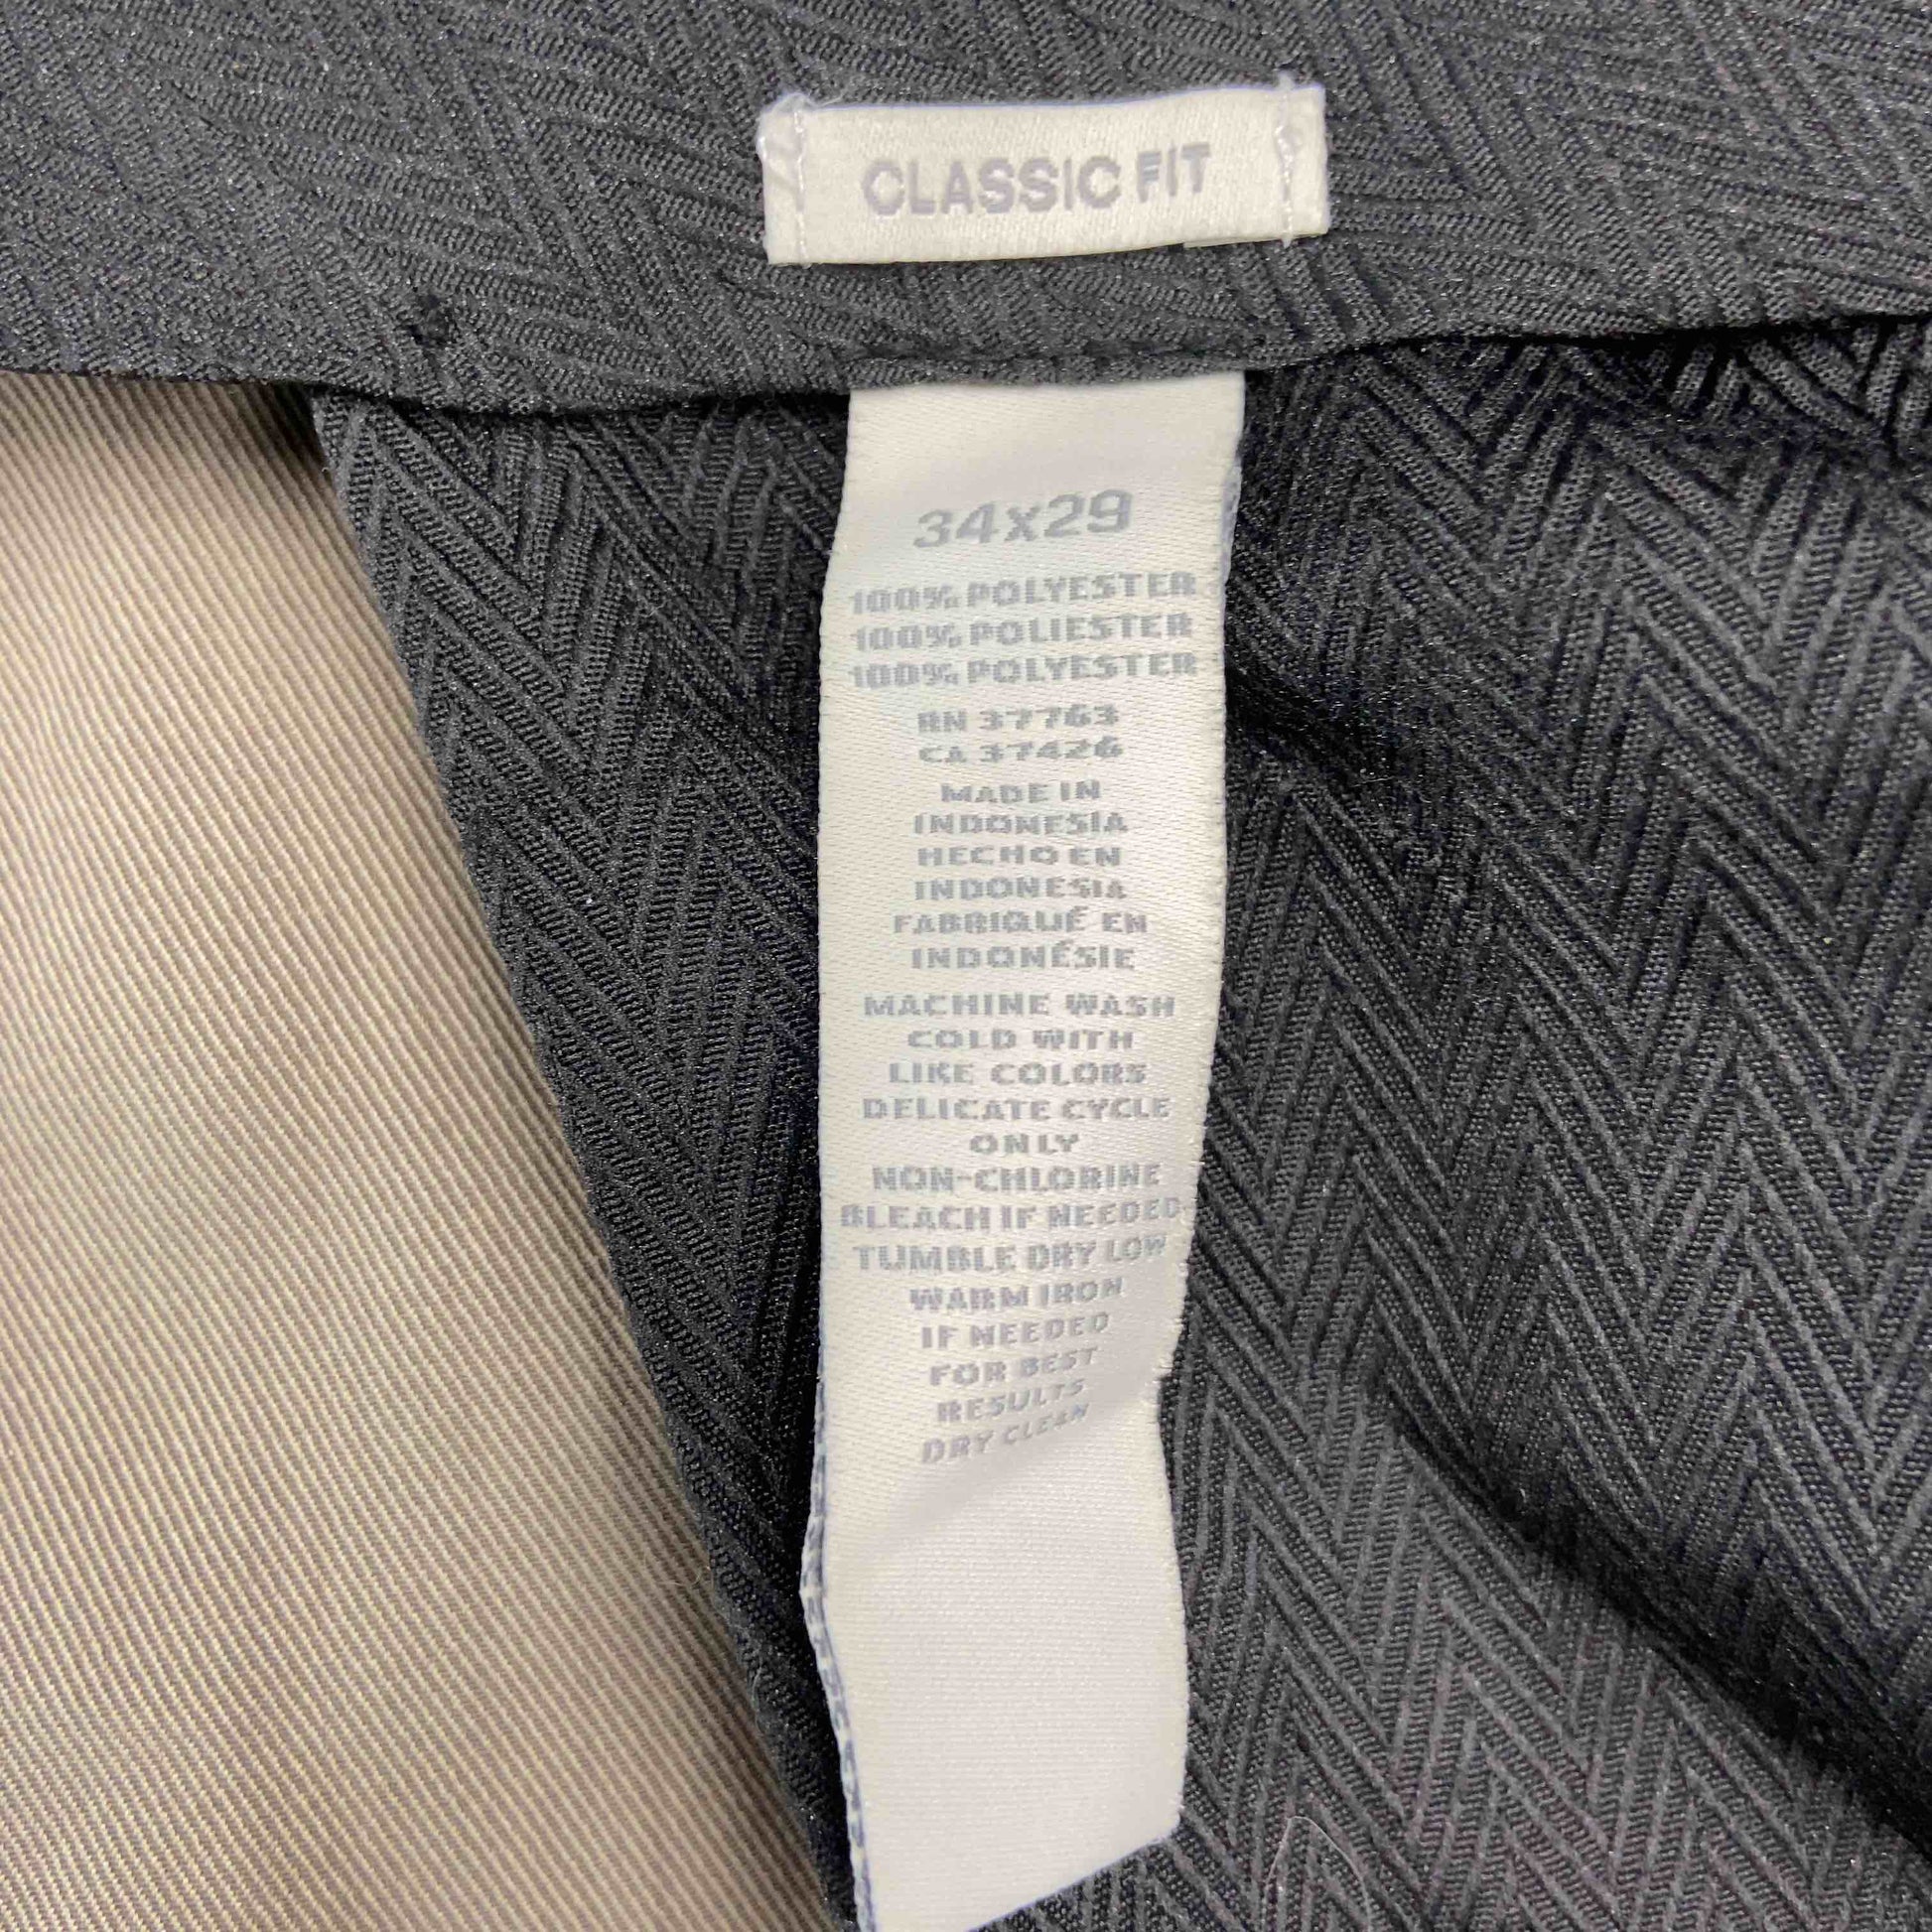 CLASSIC FIT
34x29
100% POLYESTER
100% POLIESTER
100% POLYESTER
RN 37763
CA 37426
MADE IN
INDONESIA
HECHO EN
INDONESIA
FABRIQUÉ EN
INDONÉSIE
MACHINE WASH
COLD WITH
LIKE COLORS
DELICATE CYCLE
ONLY
NON-CHLORINE
BLEACH IF NEEDED
TUMBLE DRY LOW
WARM IRON
IF NEEDED
FOR BEST
RESULTS
DRY CLEAN